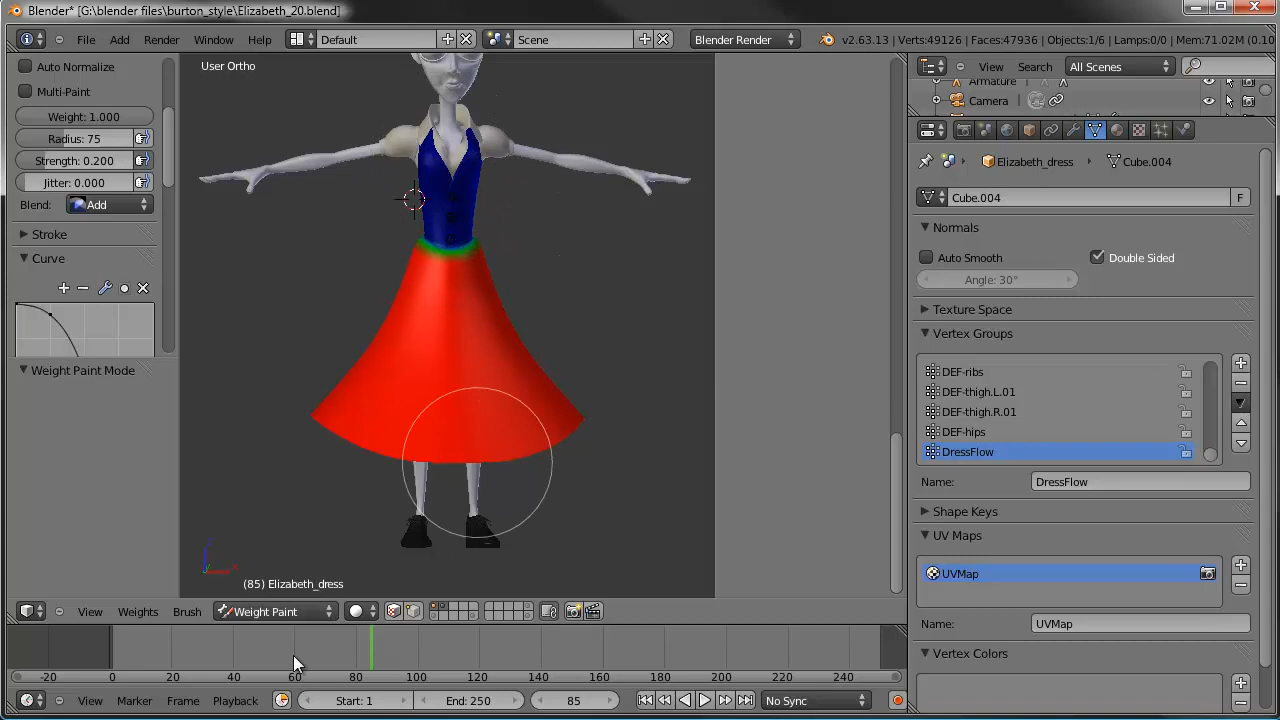 Blender* [G:\blender files\burton_style\Elizabeth_20.blend]
File Add Render Window Help Default Scene Blender Render v2.63.13 | Verts:49126 | Faces:47936 | Objects:1/6 | Lamps:0/0 | Mem:71.02M (0.10
Auto Normalize
Multi-Paint
Weight: 1.000
Radius: 75
Strength: 0.200
Jitter: 0.000
Blend: Add
Stroke
Curve
Weight Paint Mode
User Ortho
(85) Elizabeth_dress
View Weights Brush Weight Paint
-20 0 20 40 60 80 100 120 140 160 180 200 220 240
View Marker Frame Playback Start: 1 End: 250 85 No Sync
View Search All Scenes
Armature
Camera
Elizabeth_dress Cube.004
Cube.004 F
Normals
Auto Smooth Double Sided
Angle: 30°
Texture Space
Vertex Groups
DEF-ribs
DEF-thigh.L.01
DEF-thigh.R.01
DEF-hips
DressFlow
Name: DressFlow
Shape Keys
UV Maps
UVMap
Name: UVMap
Vertex Colors